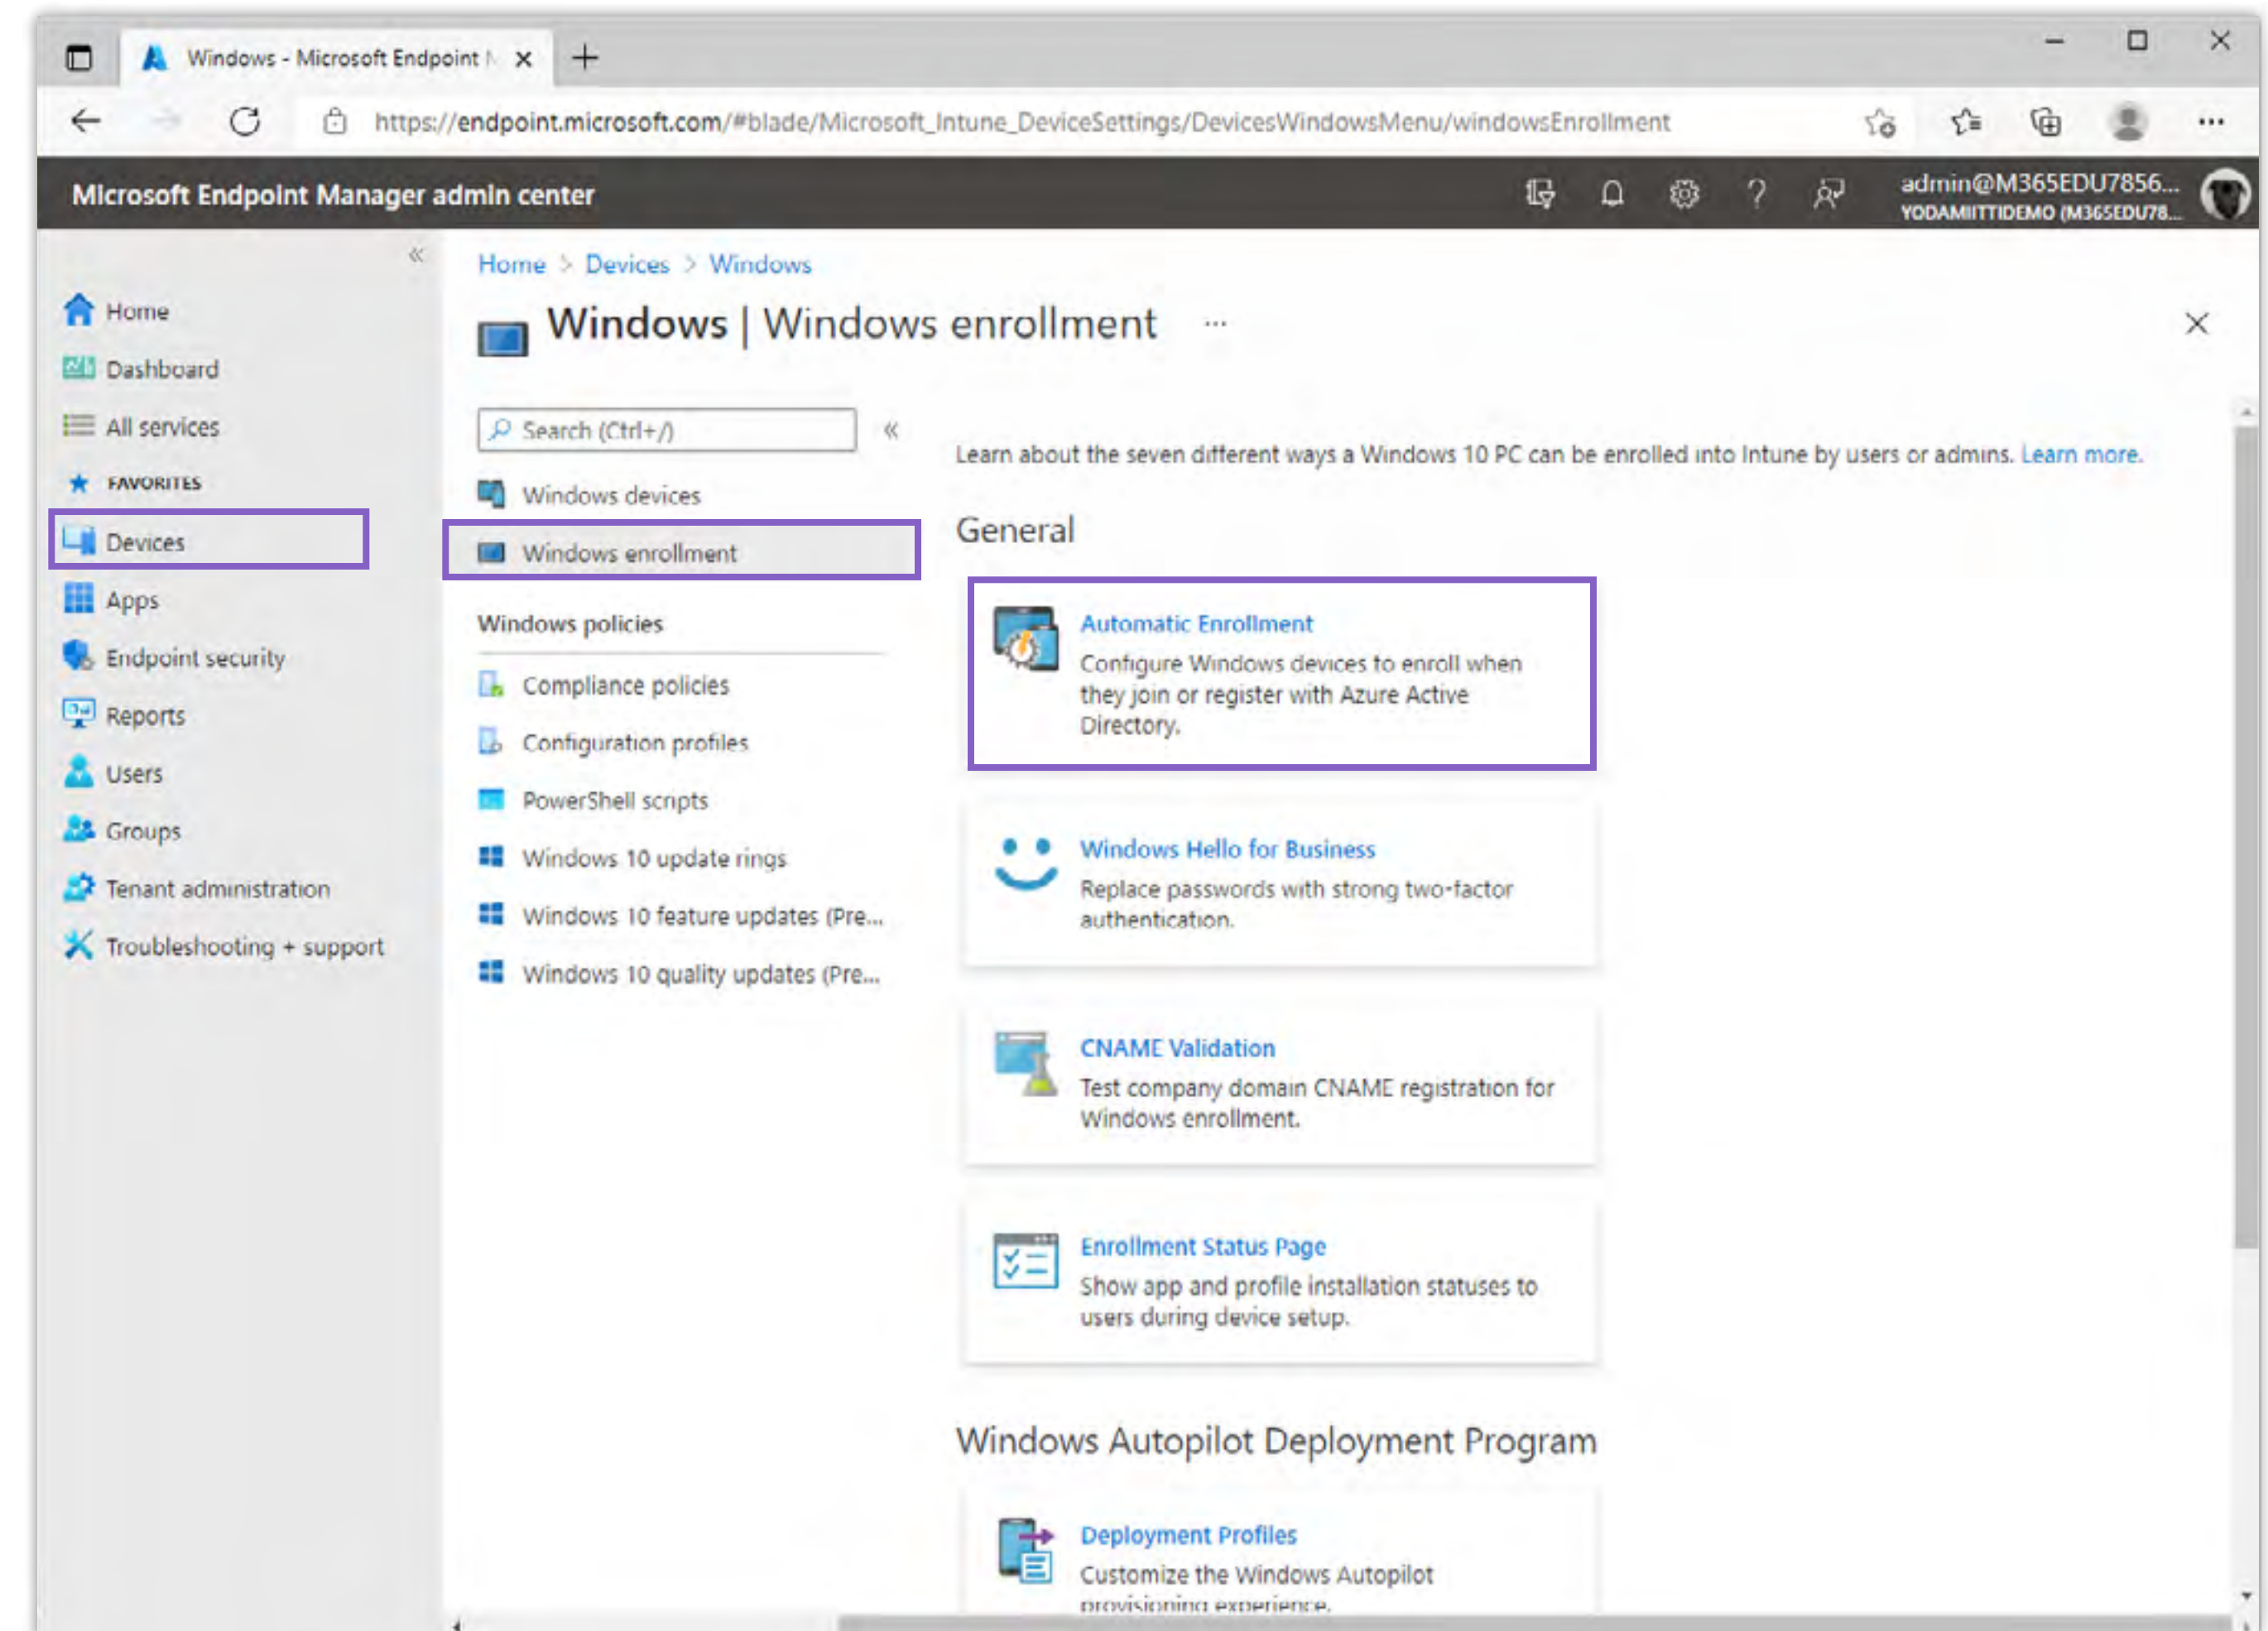 Windows - Microsoft Endpoint
https://endpoint.microsoft.com/#blade/Microsoft_Intune_DeviceSettings/DevicesWindowsMenu/windowsEnrollment
Microsoft Endpoint Manager admin center
admin@M365EDU7856...
YODAMIITTIDEMO (M365EDU78...
Home > Devices > Windows
Windows | Windows enrollment ...
Home
Dashboard
All services
FAVORITES
Devices
Apps
Endpoint security
Reports
Users
Groups
Tenant administration
Troubleshooting + support
Search (Ctrl+/)
Windows devices
Windows enrollment
Windows policies
Compliance policies
Configuration profiles
PowerShell scripts
Windows 10 update rings
Windows 10 feature updates (Pre...
Windows 10 quality updates (Pre...
Learn about the seven different ways a Windows 10 PC can be enrolled into Intune by users or admins. Learn more.
General
Automatic Enrollment
Configure Windows devices to enroll when
they join or register with Azure Active
Directory.
Windows Hello for Business
Replace passwords with strong two-factor
authentication.
CNAME Validation
Test company domain CNAME registration for
Windows enrollment.
Enrollment Status Page
Show app and profile installation statuses to
users during device setup.
Windows Autopilot Deployment Program
Deployment Profiles
Customize the Windows Autopilot
provisioning experience.